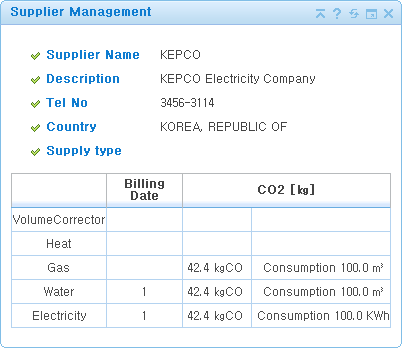 Supplier Management
Supplier Name KEPCO
Description KEPCO Electricity Company
Tel No 3456-3114
Country KOREA, REPUBLIC OF
Supply type
Billing Date CO2 [㎏]
VolumeCorrector
Heat
Gas 42.4 ㎏CO Consumption 100.0 ㎥
Water 1 42.4 ㎏CO Consumption 100.0 ㎥
Electricity 1 42.4 ㎏CO Consumption 100.0 KWh